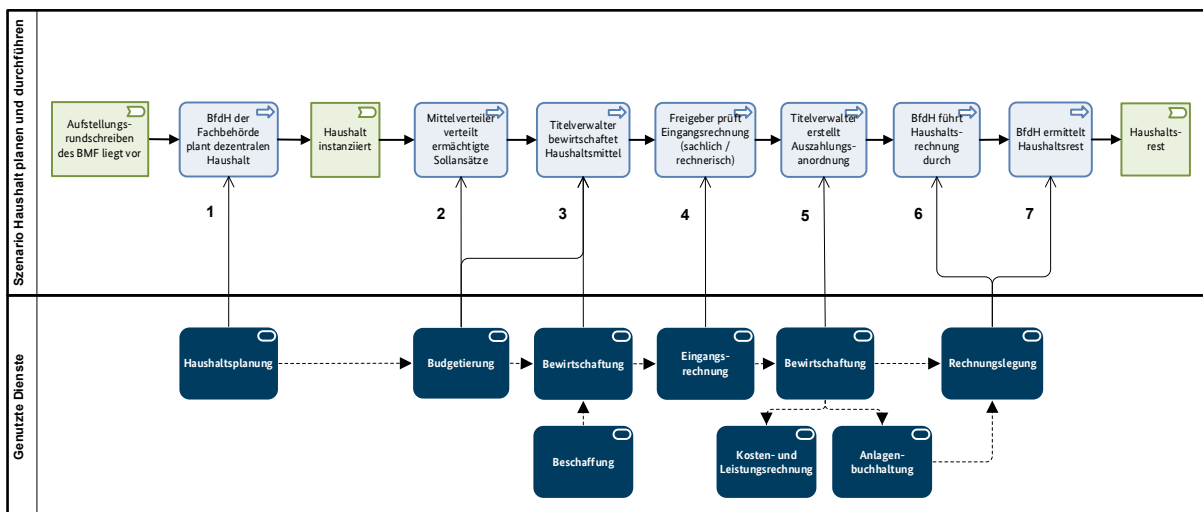 Szenario Haushalt planen und durchführen
Aufstellungs-
rundschreiben
des BMF liegt vor
BfdH der
Fachbehörde
plant dezentralen
Haushalt
Haushalt
instanziiert
Mittelverteiler
verteilt
ermächtigte
Sollansätze
Titelverwalter
bewirtschaftet
Haushaltsmittel
Freigeber prüft
Eingangsrechnung
(sachlich /
rechnerisch)
Titelverwalter
erstellt
Auszahlungs-
anordnung
BfdH führt
Haushalts-
rechnung
durch
BfdH ermittelt
Haushaltsrest
Haushalts-
rest
1
2
3
4
5
6
7
Genutzte Dienste
Haushaltsplanung
Budgetierung
Bewirtschaftung
Eingangs-
rechnung
Bewirtschaftung
Rechnungslegung
Beschaffung
Kosten- und
Leistungsrechnung
Anlagen-
buchhaltung